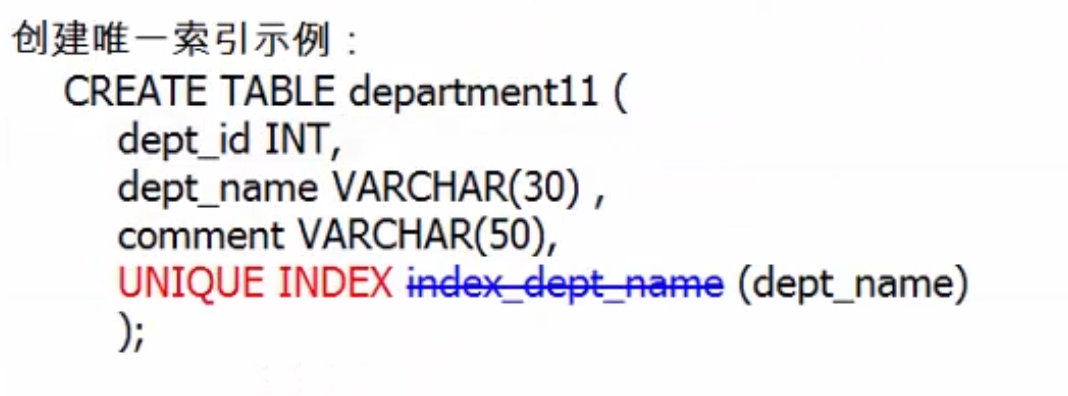 创建唯一索引示例：
CREATE TABLE department11 (
dept_id INT,
dept_name VARCHAR(30) ,
comment VARCHAR(50),
UNIQUE INDEX index_dept_name (dept_name)
);